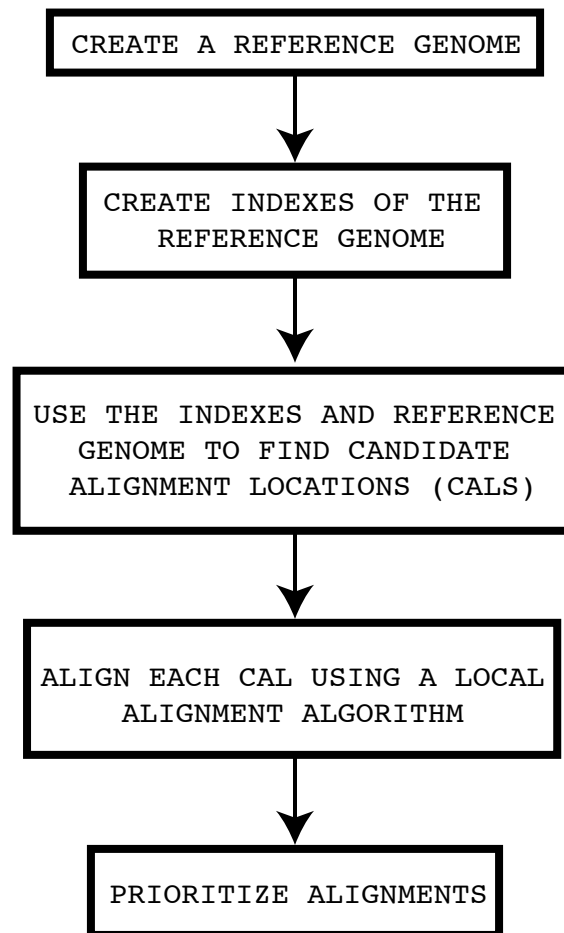 CREATE A REFERENCE GENOME
CREATE INDEXES OF THE
REFERENCE GENOME
USE THE INDEXES AND REFERENCE
GENOME TO FIND CANDIDATE
ALIGNMENT LOCATIONS (CALS)
ALIGN EACH CAL USING A LOCAL
ALIGNMENT ALGORITHM
PRIORITIZE ALIGNMENTS